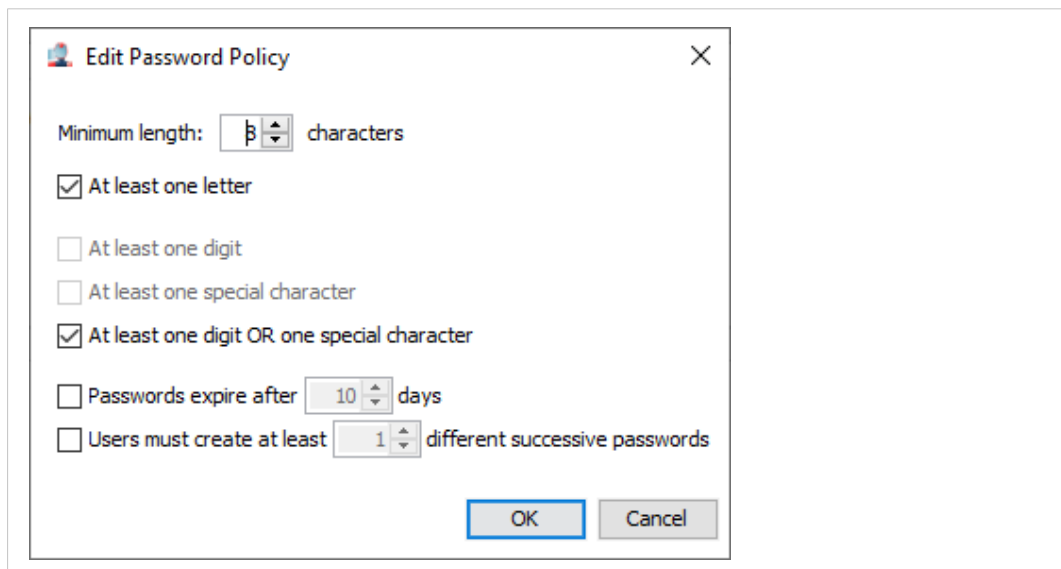 Edit Password Policy
Minimum length: 8 characters
At least one letter
At least one digit
At least one special character
At least one digit OR one special character
Passwords expire after 10 days
Users must create at least 1 different successive passwords
OK Cancel